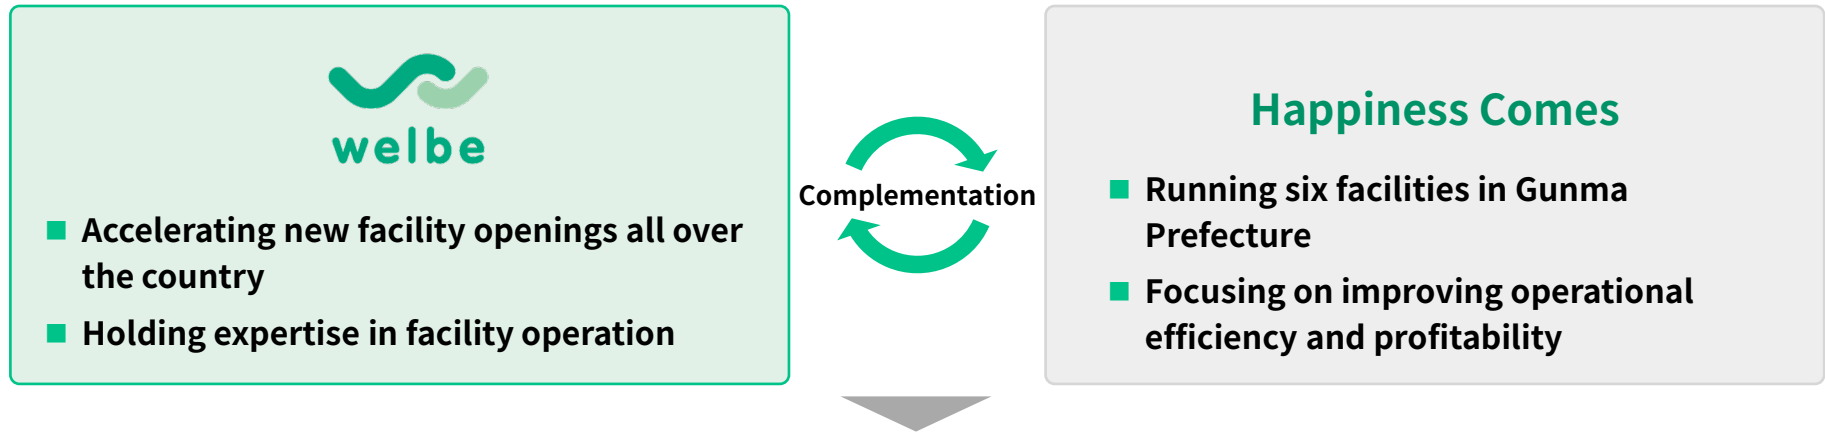 welbe
■ Accelerating new facility openings all over
the country
■ Holding expertise in facility operation
Complementation
Happiness Comes
■ Running six facilities in Gunma
Prefecture
■ Focusing on improving operational
efficiency and profitability